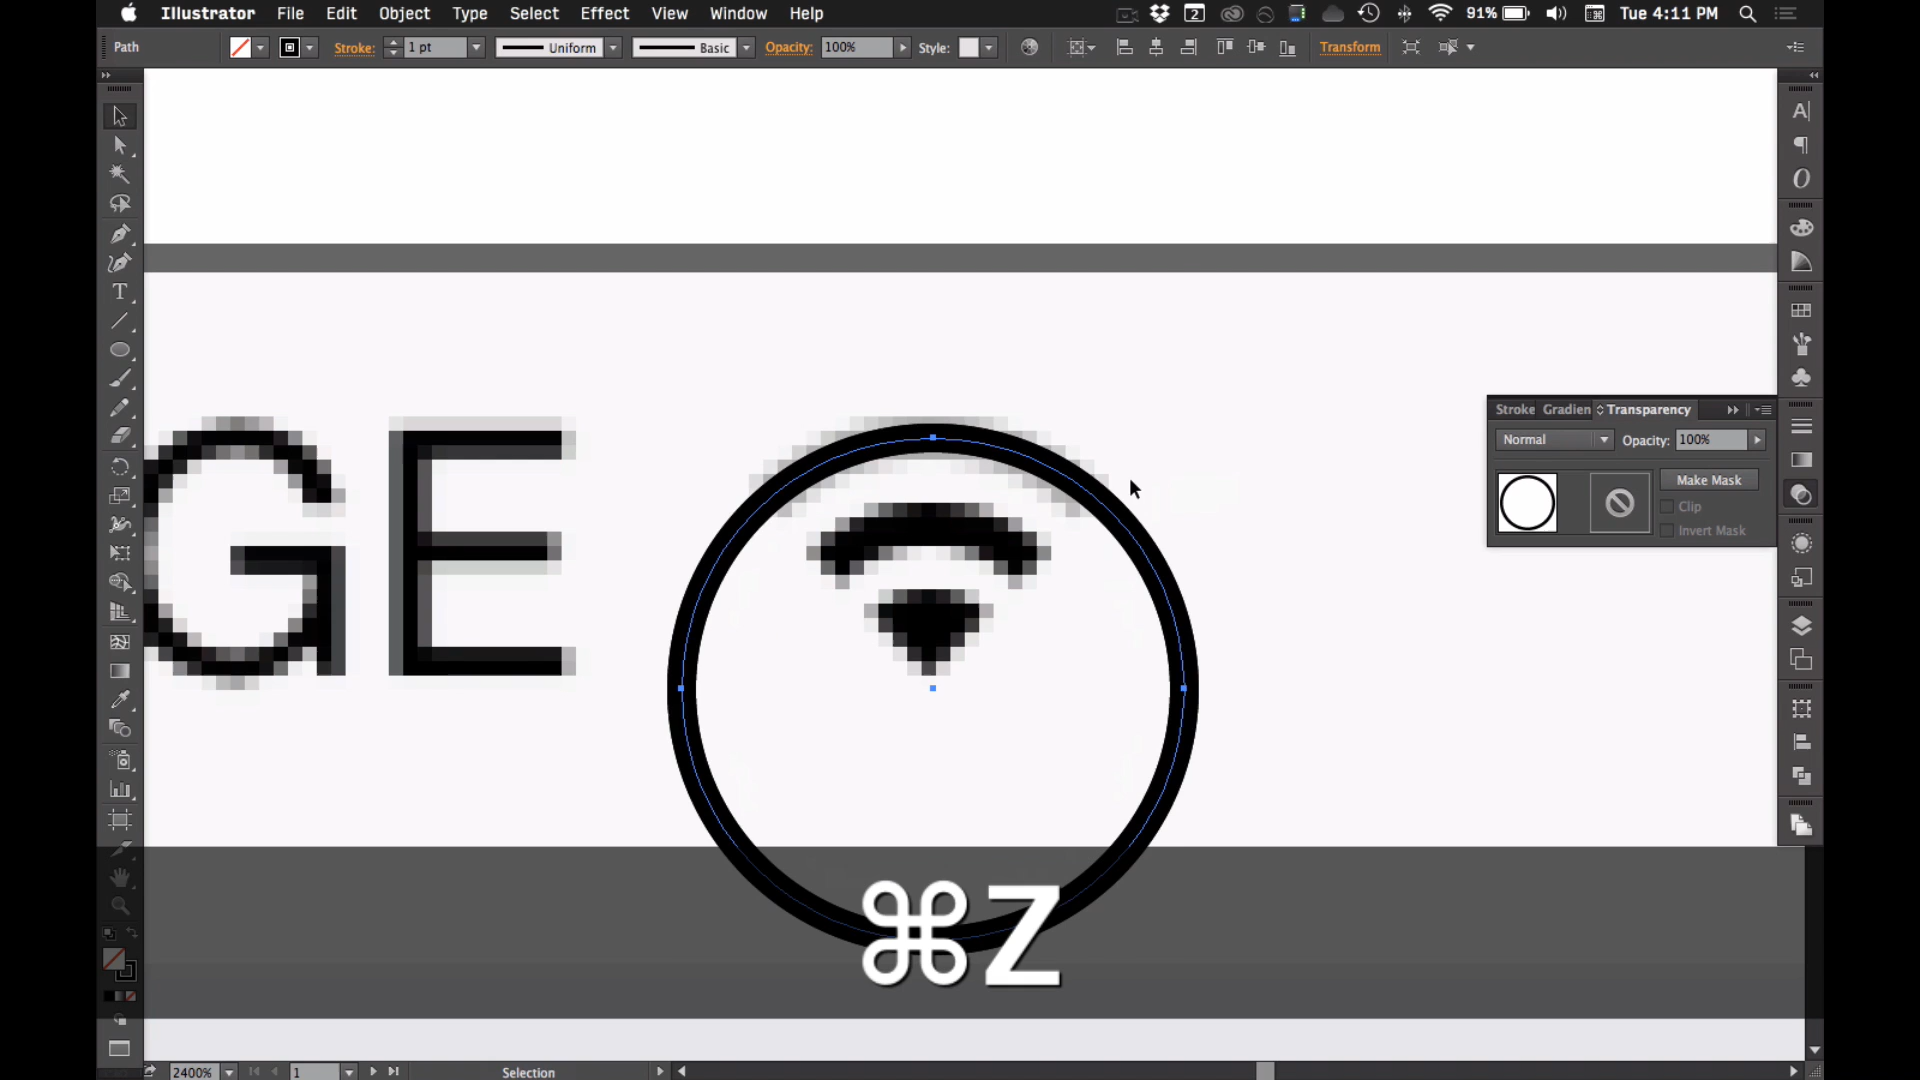 Illustrator File Edit Object Type Select Effect View Window Help 2 91% Tue 4:11 PM
Path Stroke: 1 pt Uniform Basic Opacity: 100% Style: Transform
GE
Stroke Gradien Transparency
Normal Opacity: 100%
Make Mask
Clip
Invert Mask
⌘Z
2400% 1 Selection